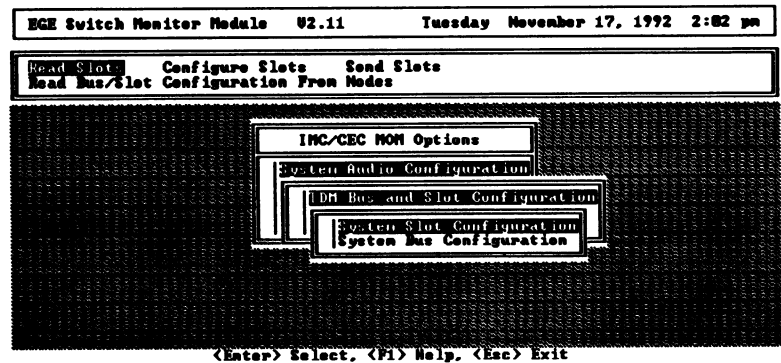 EGE Switch Monitor Module V2.11 Tuesday November 17, 1992 2:02 pm
Read Slots Configure Slots Send Slots
Read Bus/Slot Configuration From Nodes
IMC/CEC MOM Options
System Audio Configuration
TDM Bus and Slot Configuration
System Slot Configuration
System Bus Configuration
<Enter> Select, <F1> Help, <Esc> Exit